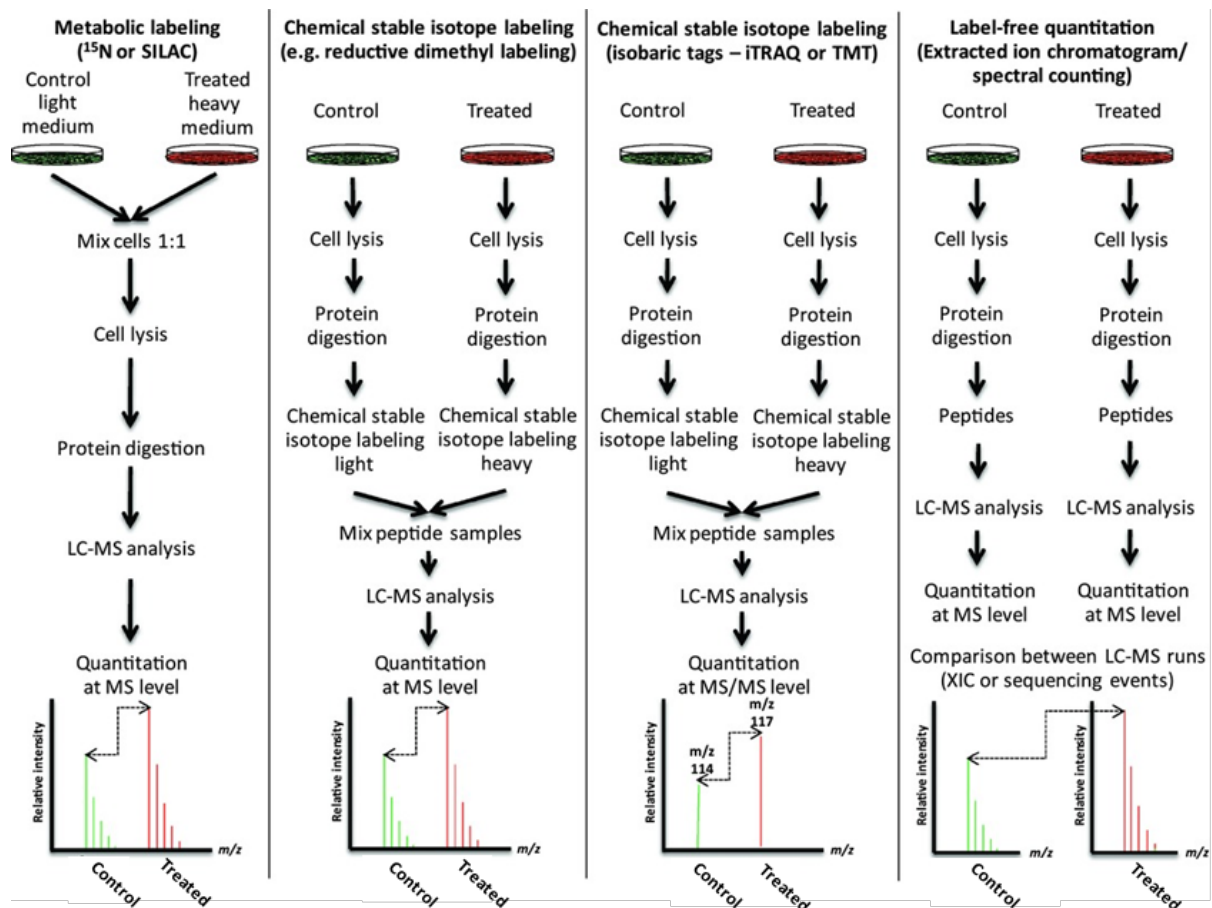 Metabolic labeling
(¹⁵N or SILAC)
Control
light
medium
Treated
heavy
medium
Mix cells 1:1
Cell lysis
Protein digestion
LC-MS analysis
Quantitation
at MS level
Relative intensity
m/z
Control
Treated
Chemical stable isotope labeling
(e.g. reductive dimethyl labeling)
Control
Treated
Cell lysis
Cell lysis
Protein
digestion
Protein
digestion
Chemical stable
isotope labeling
light
Chemical stable
isotope labeling
heavy
Mix peptide samples
LC-MS analysis
Quantitation
at MS level
Relative intensity
m/z
Control
Treated
Chemical stable isotope labeling
(isobaric tags – iTRAQ or TMT)
Control
Treated
Cell lysis
Cell lysis
Protein
digestion
Protein
digestion
Chemical stable
isotope labeling
light
Chemical stable
isotope labeling
heavy
Mix peptide samples
LC-MS analysis
Quantitation
at MS/MS level
m/z
117
m/z
114
Relative intensity
m/z
Control
Treated
Label-free quantitation
(Extracted ion chromatogram/
spectral counting)
Control
Treated
Cell lysis
Cell lysis
Protein
digestion
Protein
digestion
Peptides
Peptides
LC-MS analysis
LC-MS analysis
Quantitation
at MS level
Quantitation
at MS level
Comparison between LC-MS runs
(XIC or sequencing events)
Relative intensity
m/z
Control
Relative intensity
m/z
Treated